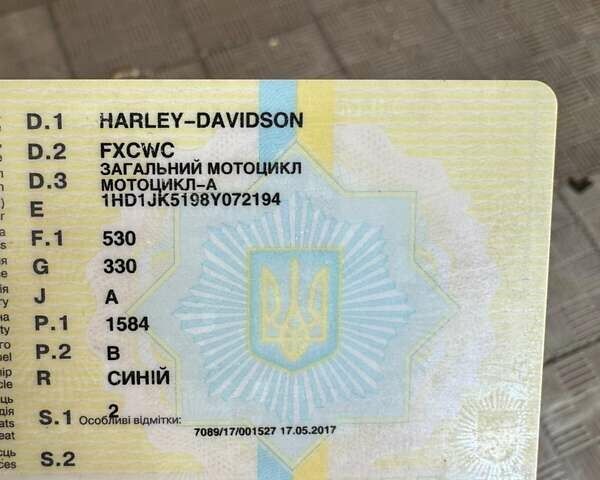 D.1 HARLEY-DAVIDSON
D.2 FXCWC
ЗАГАЛЬНИЙ МОТОЦИКЛ
D.3 МОТОЦИКЛ-А
E 1HD1JK5198Y072194
F.1 530
G 330
J A
P.1 1584
P.2 B
R СИНІЙ
S.1 2
Особливі відмітки:
7089/17/001527 17.05.2017
S.2